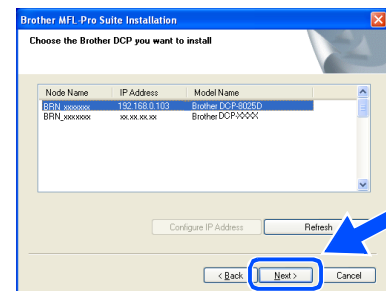 Brother MFL-Pro Suite Installation
Choose the Brother DCP you want to install
Node Name IP Address Model Name
BRN_xxxxxxx 192.168.0.103 Brother DCP-8025D
BRN_xxxxxxx xx.xx.xx.xx Brother DCP-XXXX
Configure IP Address Refresh
< Back Next > Cancel